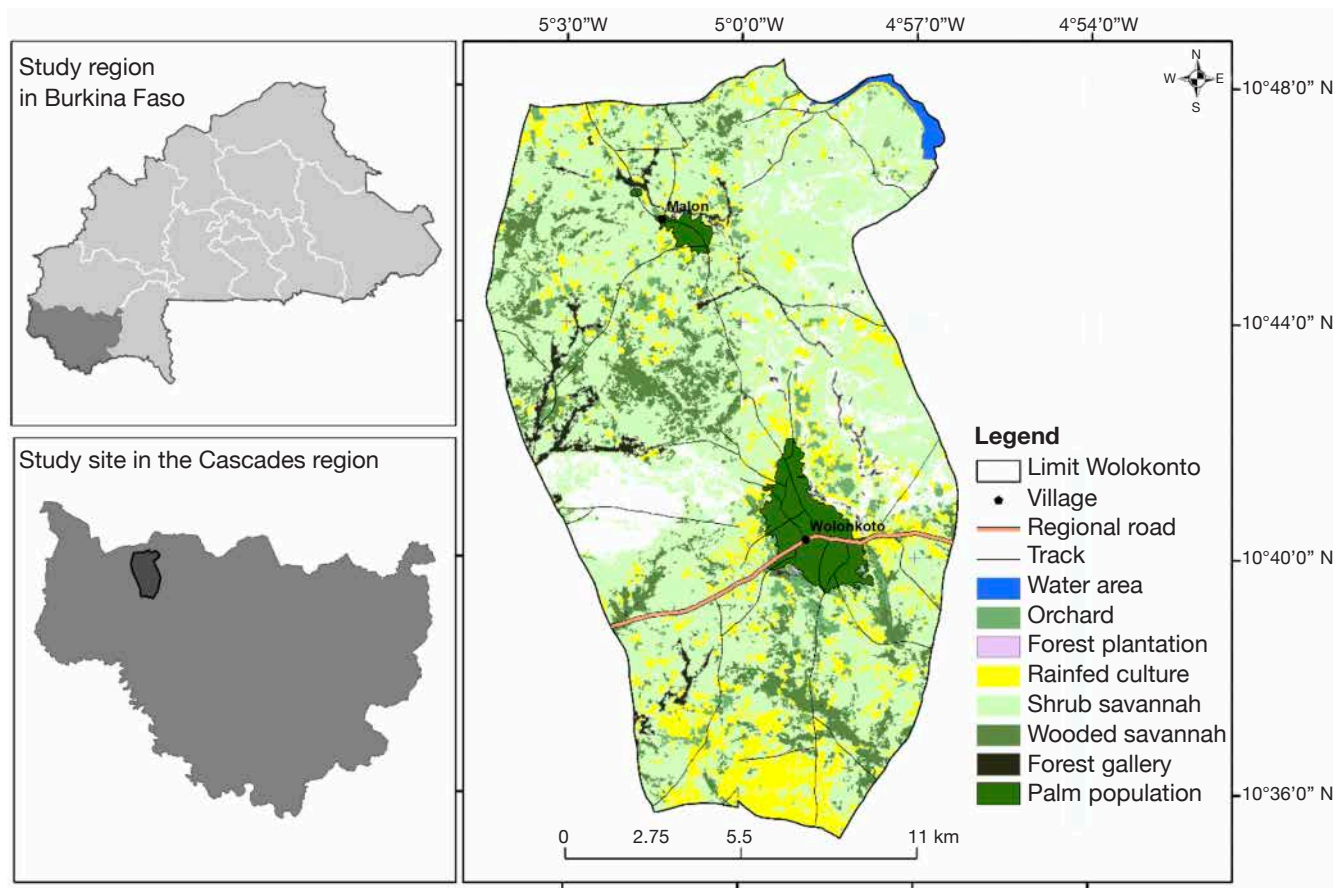 Study region
in Burkina Faso
Study site in the Cascades region
5°3'0"W 5°0'0"W 4°57'0"W 4°54'0"W
N
W E
S
10°48'0" N
10°44'0" N
10°40'0" N
10°36'0" N
Malon
Wolonkoto
Legend
Limit Wolokonto
Village
Regional road
Track
Water area
Orchard
Forest plantation
Rainfed culture
Shrub savannah
Wooded savannah
Forest gallery
Palm population
0 2.75 5.5 11 km